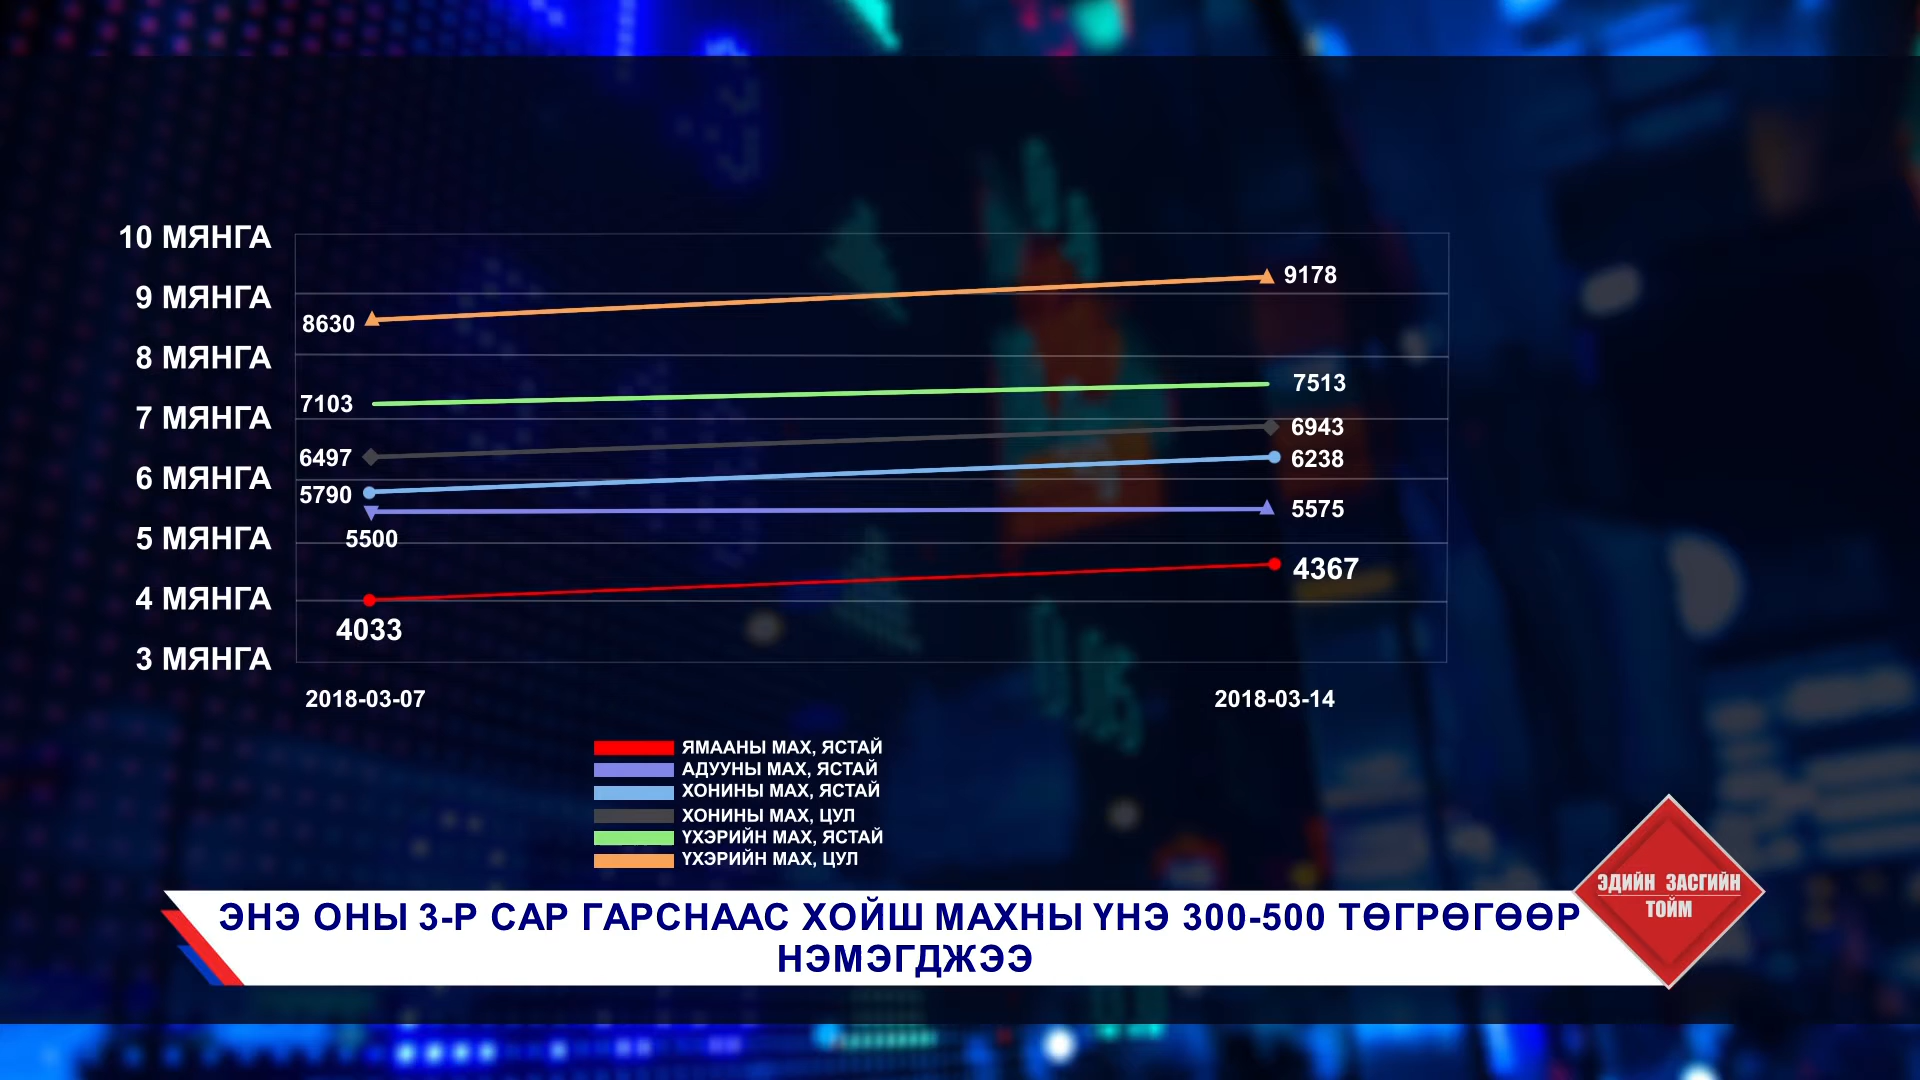 10 МЯНГА
9 МЯНГА
8 МЯНГА
7 МЯНГА
6 МЯНГА
5 МЯНГА
4 МЯНГА
3 МЯНГА
8630
9178
7103
7513
6497
6943
5790
6238
5500
5575
4033
4367
2018-03-07
2018-03-14
ЯМААНЫ МАХ, ЯСТАЙ
АДУУНЫ МАХ, ЯСТАЙ
ХОНИНЫ МАХ, ЯСТАЙ
ХОНИНЫ МАХ, ЦУЛ
ҮХЭРИЙН МАХ, ЯСТАЙ
ҮХЭРИЙН МАХ, ЦУЛ
ЭНЭ ОНЫ 3-Р САР ГАРСНААС ХОЙШ МАХНЫ ҮНЭ 300-500 ТӨГРӨГӨӨР
НЭМЭГДЖЭЭ
ЭДИЙН ЗАСГИЙН
ТОЙМ